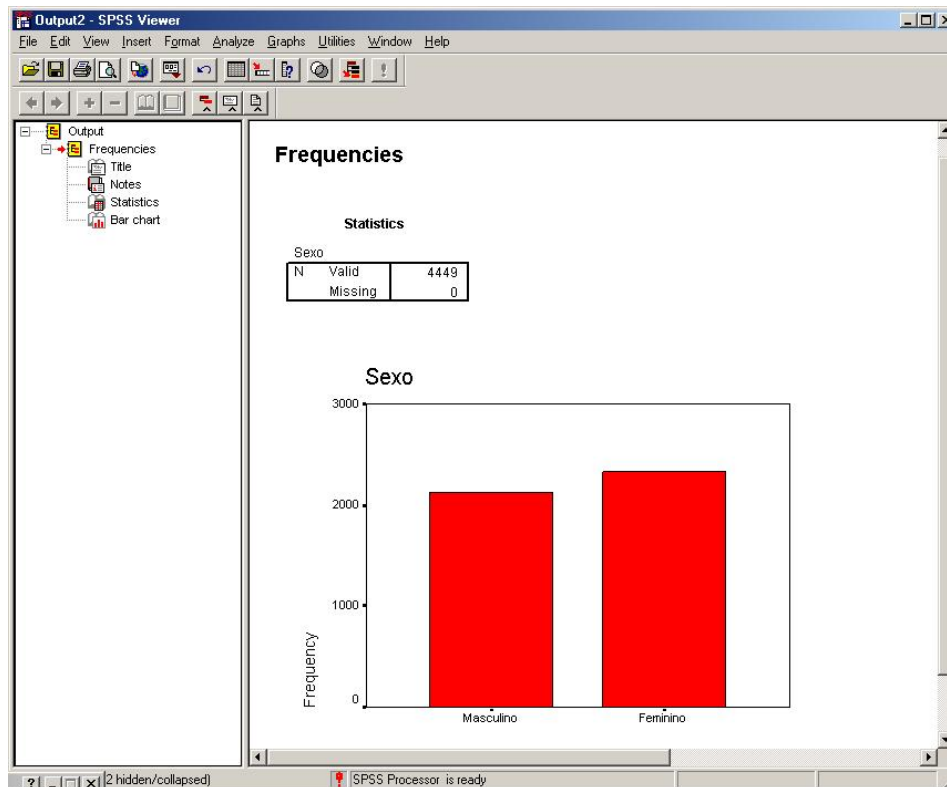 Output2 - SPSS Viewer
File Edit View Insert Format Analyze Graphs Utilities Window Help
Output
Frequencies
Title
Notes
Statistics
Bar chart
Frequencies
Statistics
Sexo
N Valid 4449
Missing 0
Sexo
3000
2000
1000
0
Frequency
Masculino Feminino
2 hidden/collapsed)
SPSS Processor is ready